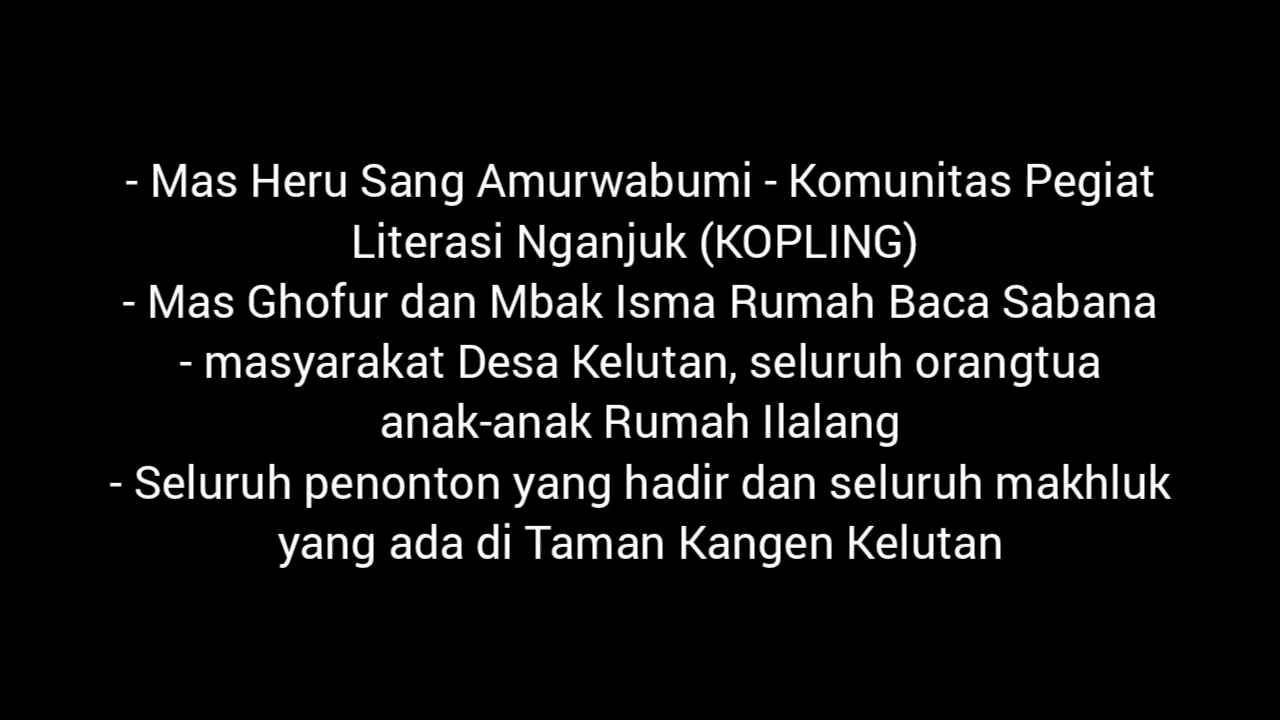 - Mas Heru Sang Amurwabumi - Komunitas Pegiat
Literasi Nganjuk (KOPLING)
- Mas Ghofur dan Mbak Isma Rumah Baca Sabana
- masyarakat Desa Kelutan, seluruh orangtua
anak-anak Rumah Ilalang
- Seluruh penonton yang hadir dan seluruh makhluk
yang ada di Taman Kangen Kelutan